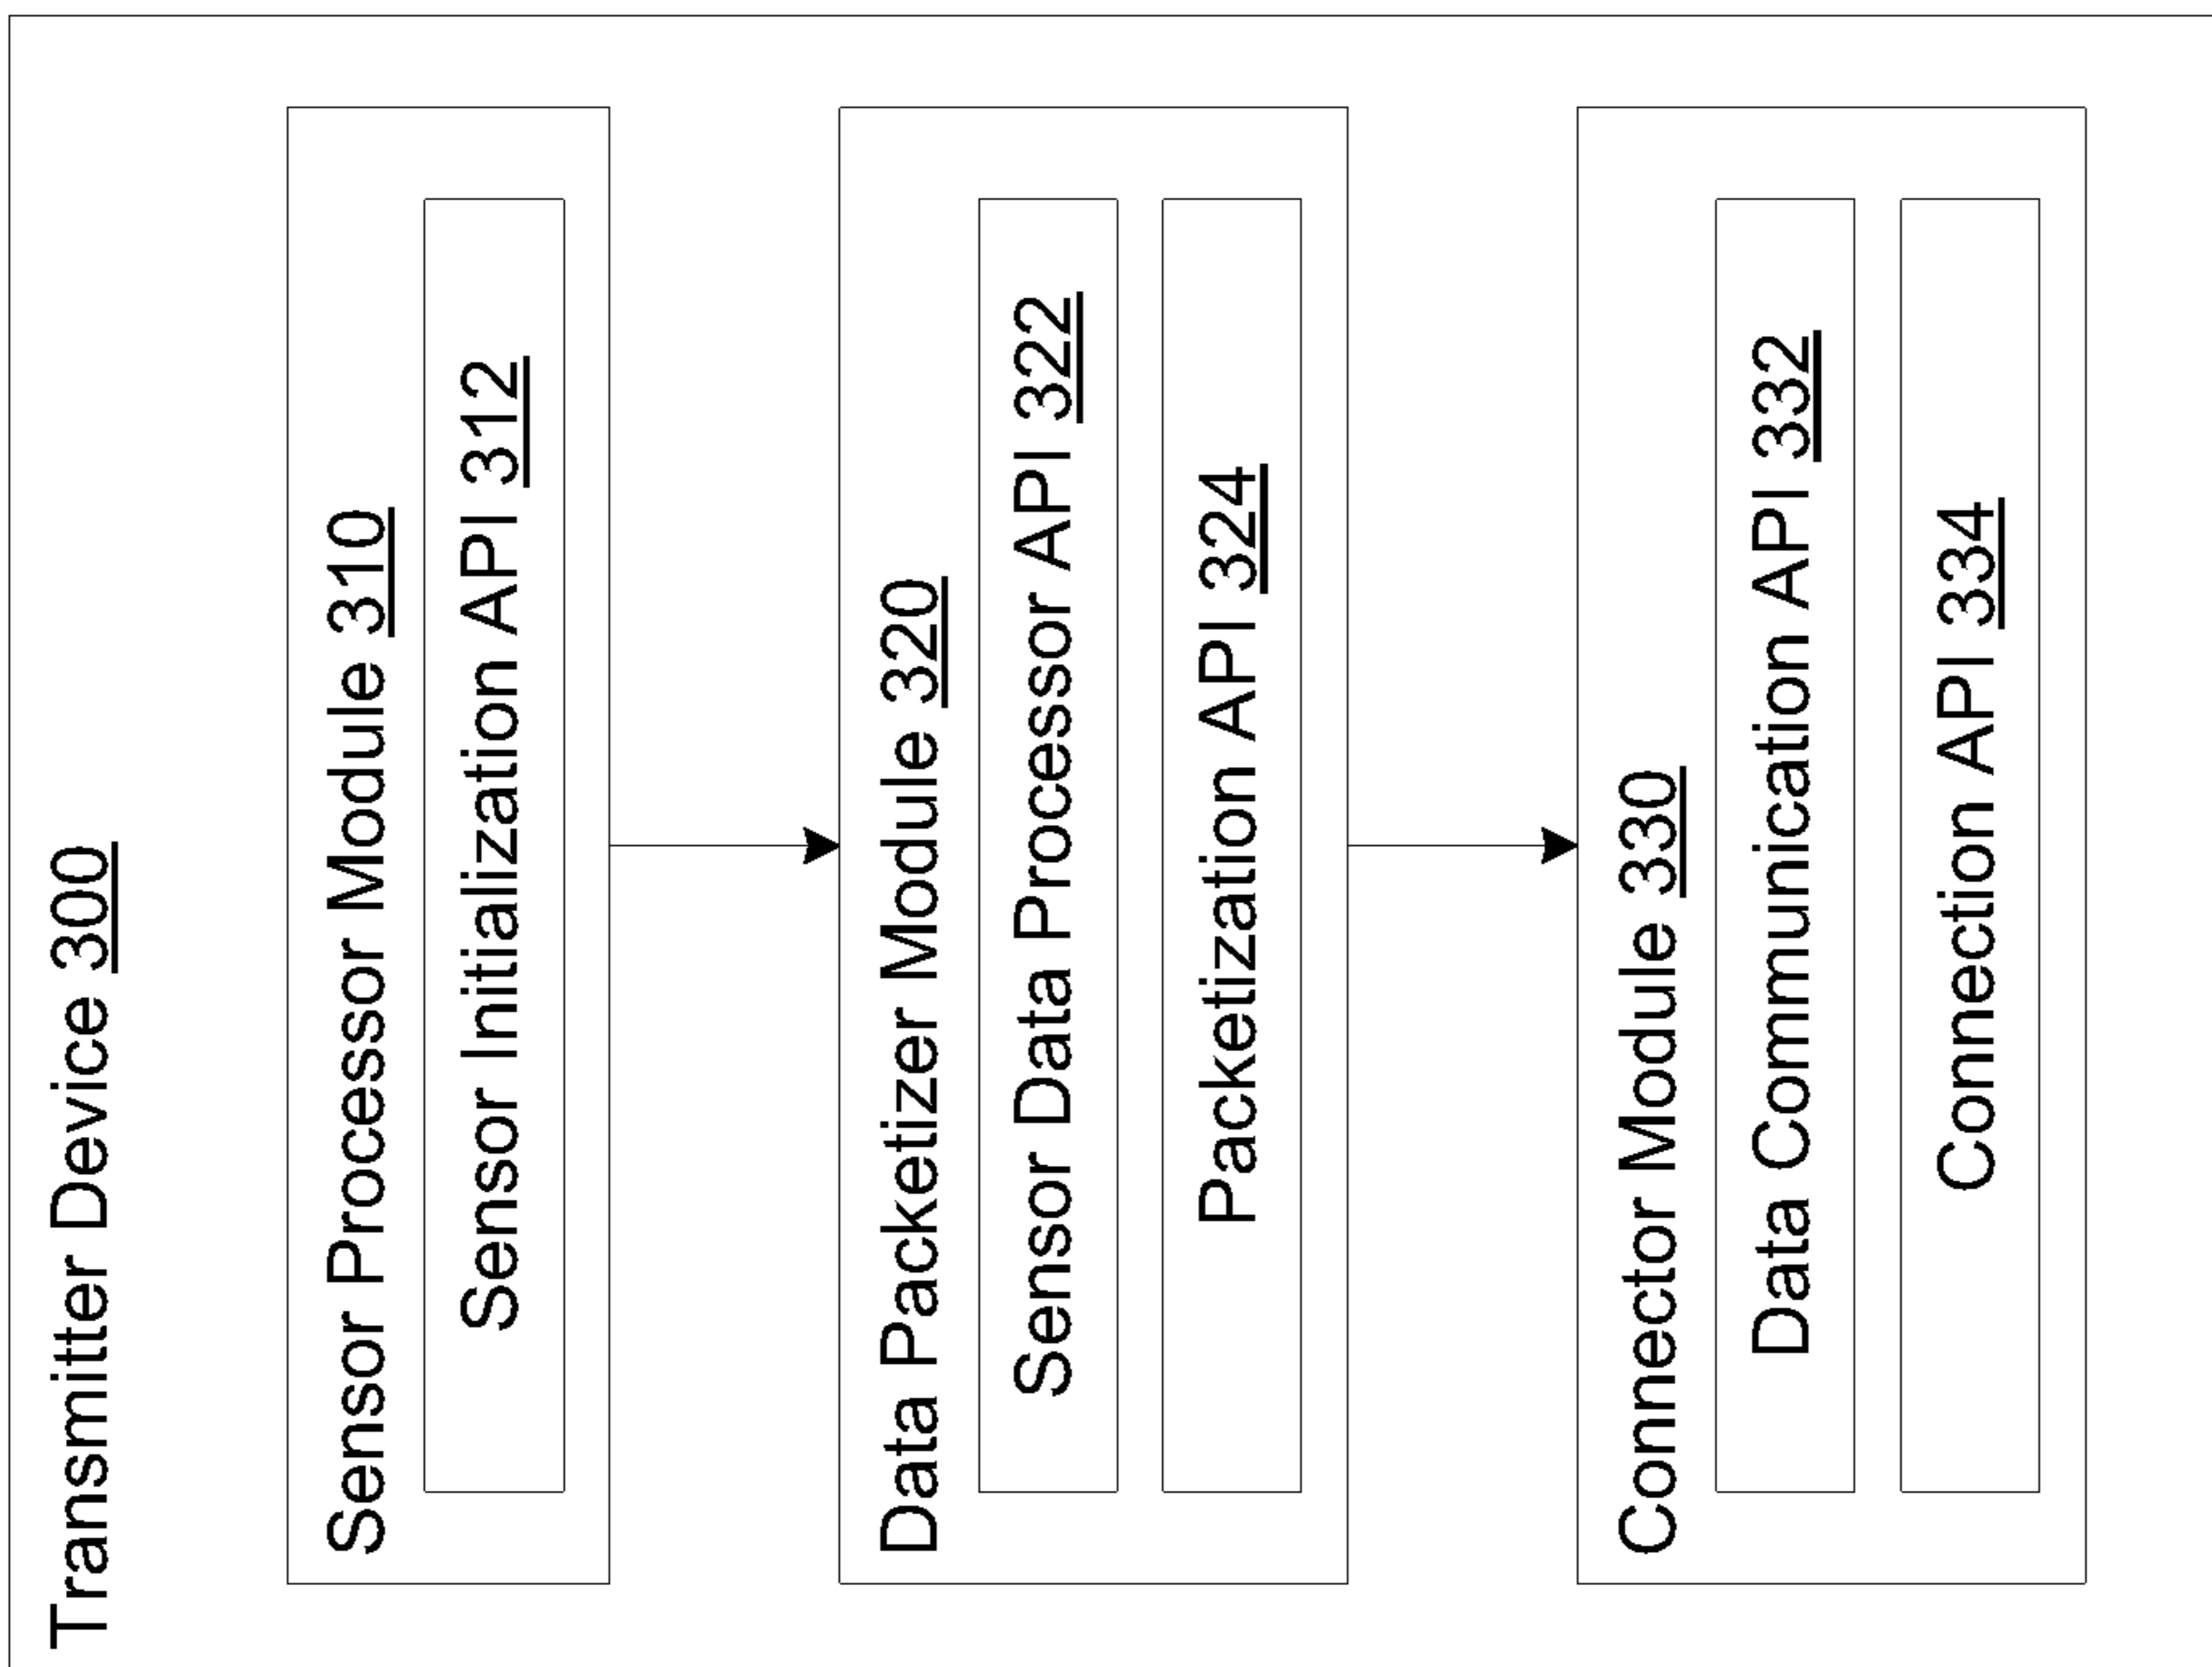 Transmitter Device 300
Sensor Processor Module 310
Sensor Initialization API 312
Data Packetizer Module 320
Sensor Data Processor API 322
Packetization API 324
Connector Module 330
Data Communication API 332
Connection API 334